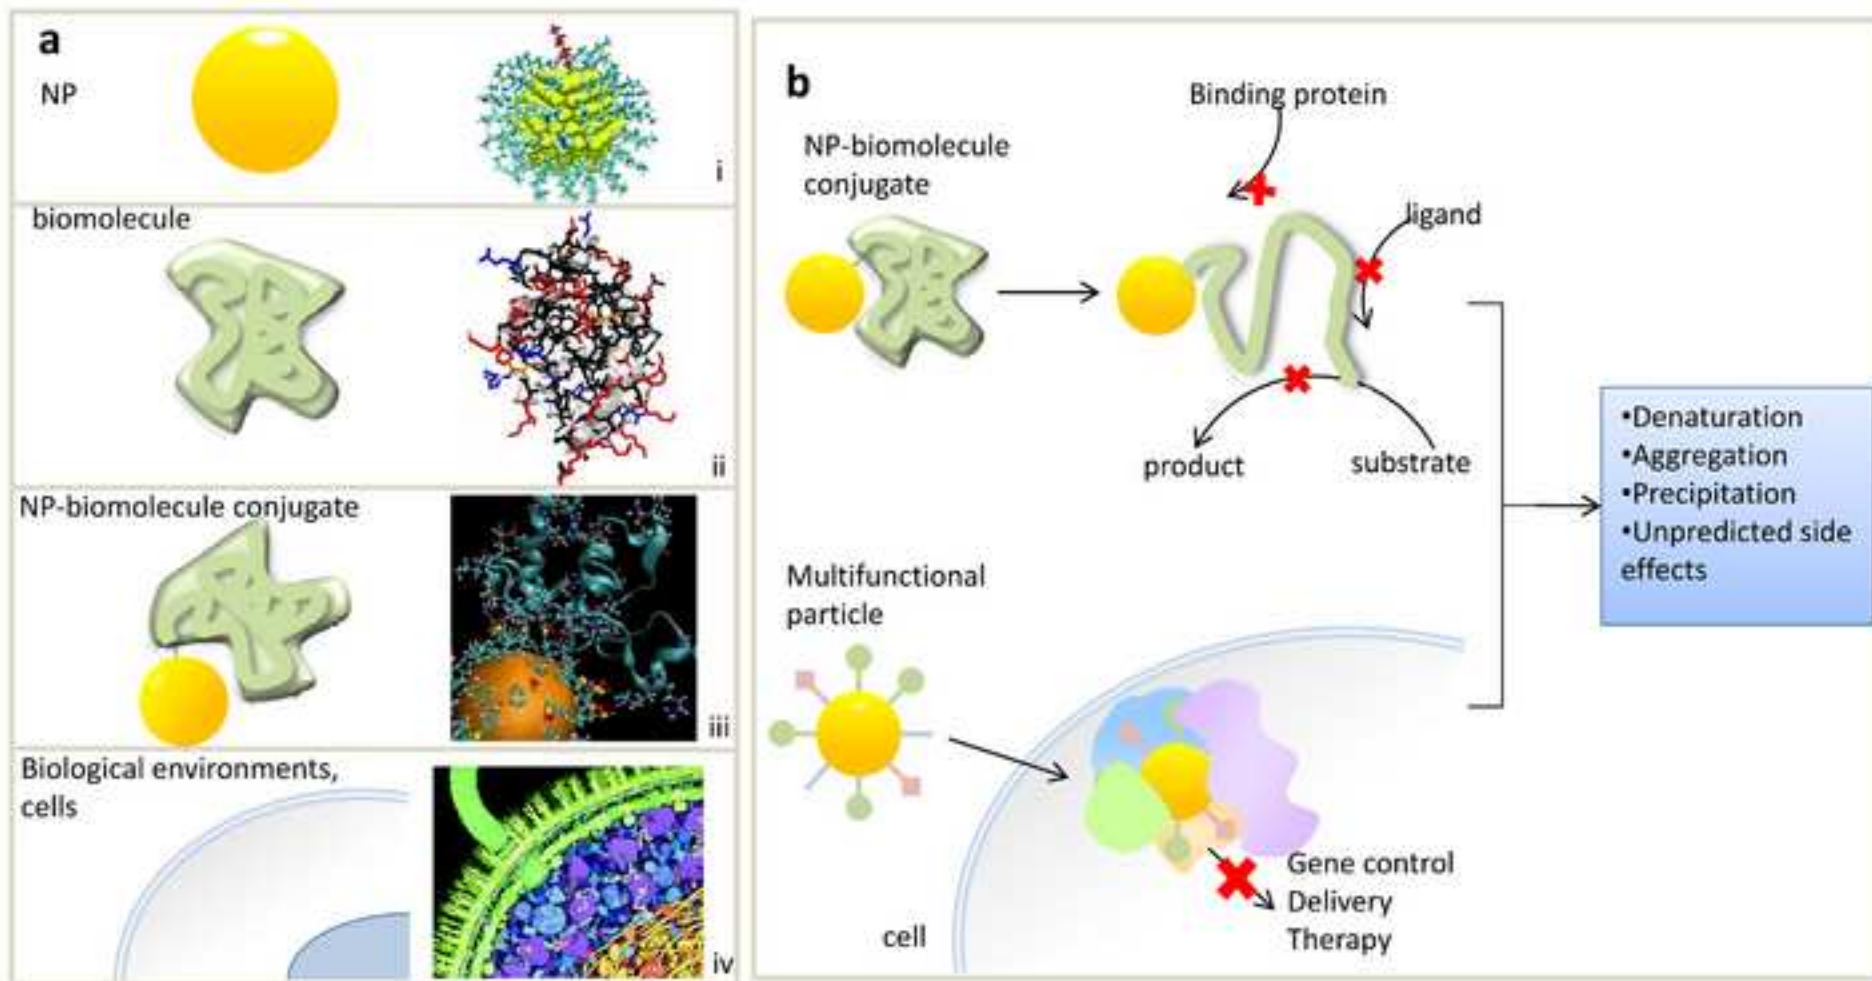 a
NP
i
biomolecule
ii
NP-biomolecule conjugate
iii
Biological environments,
cells
iv
b
Binding protein
NP-biomolecule
conjugate
ligand
product
substrate
•Denaturation
•Aggregation
•Precipitation
•Unpredicted side
effects
Multifunctional
particle
Gene control
Delivery
Therapy
cell